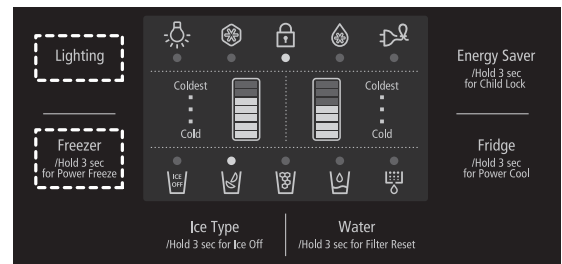 Lighting
Energy Saver
/Hold 3 sec
for Child Lock
Coldest
Coldest
Cold
Cold
Freezer
/Hold 3 sec
for Power Freeze
Fridge
/Hold 3 sec
for Power Cool
ICE
OFF
Ice Type
/Hold 3 sec for Ice Off
Water
/Hold 3 sec for Filter Reset